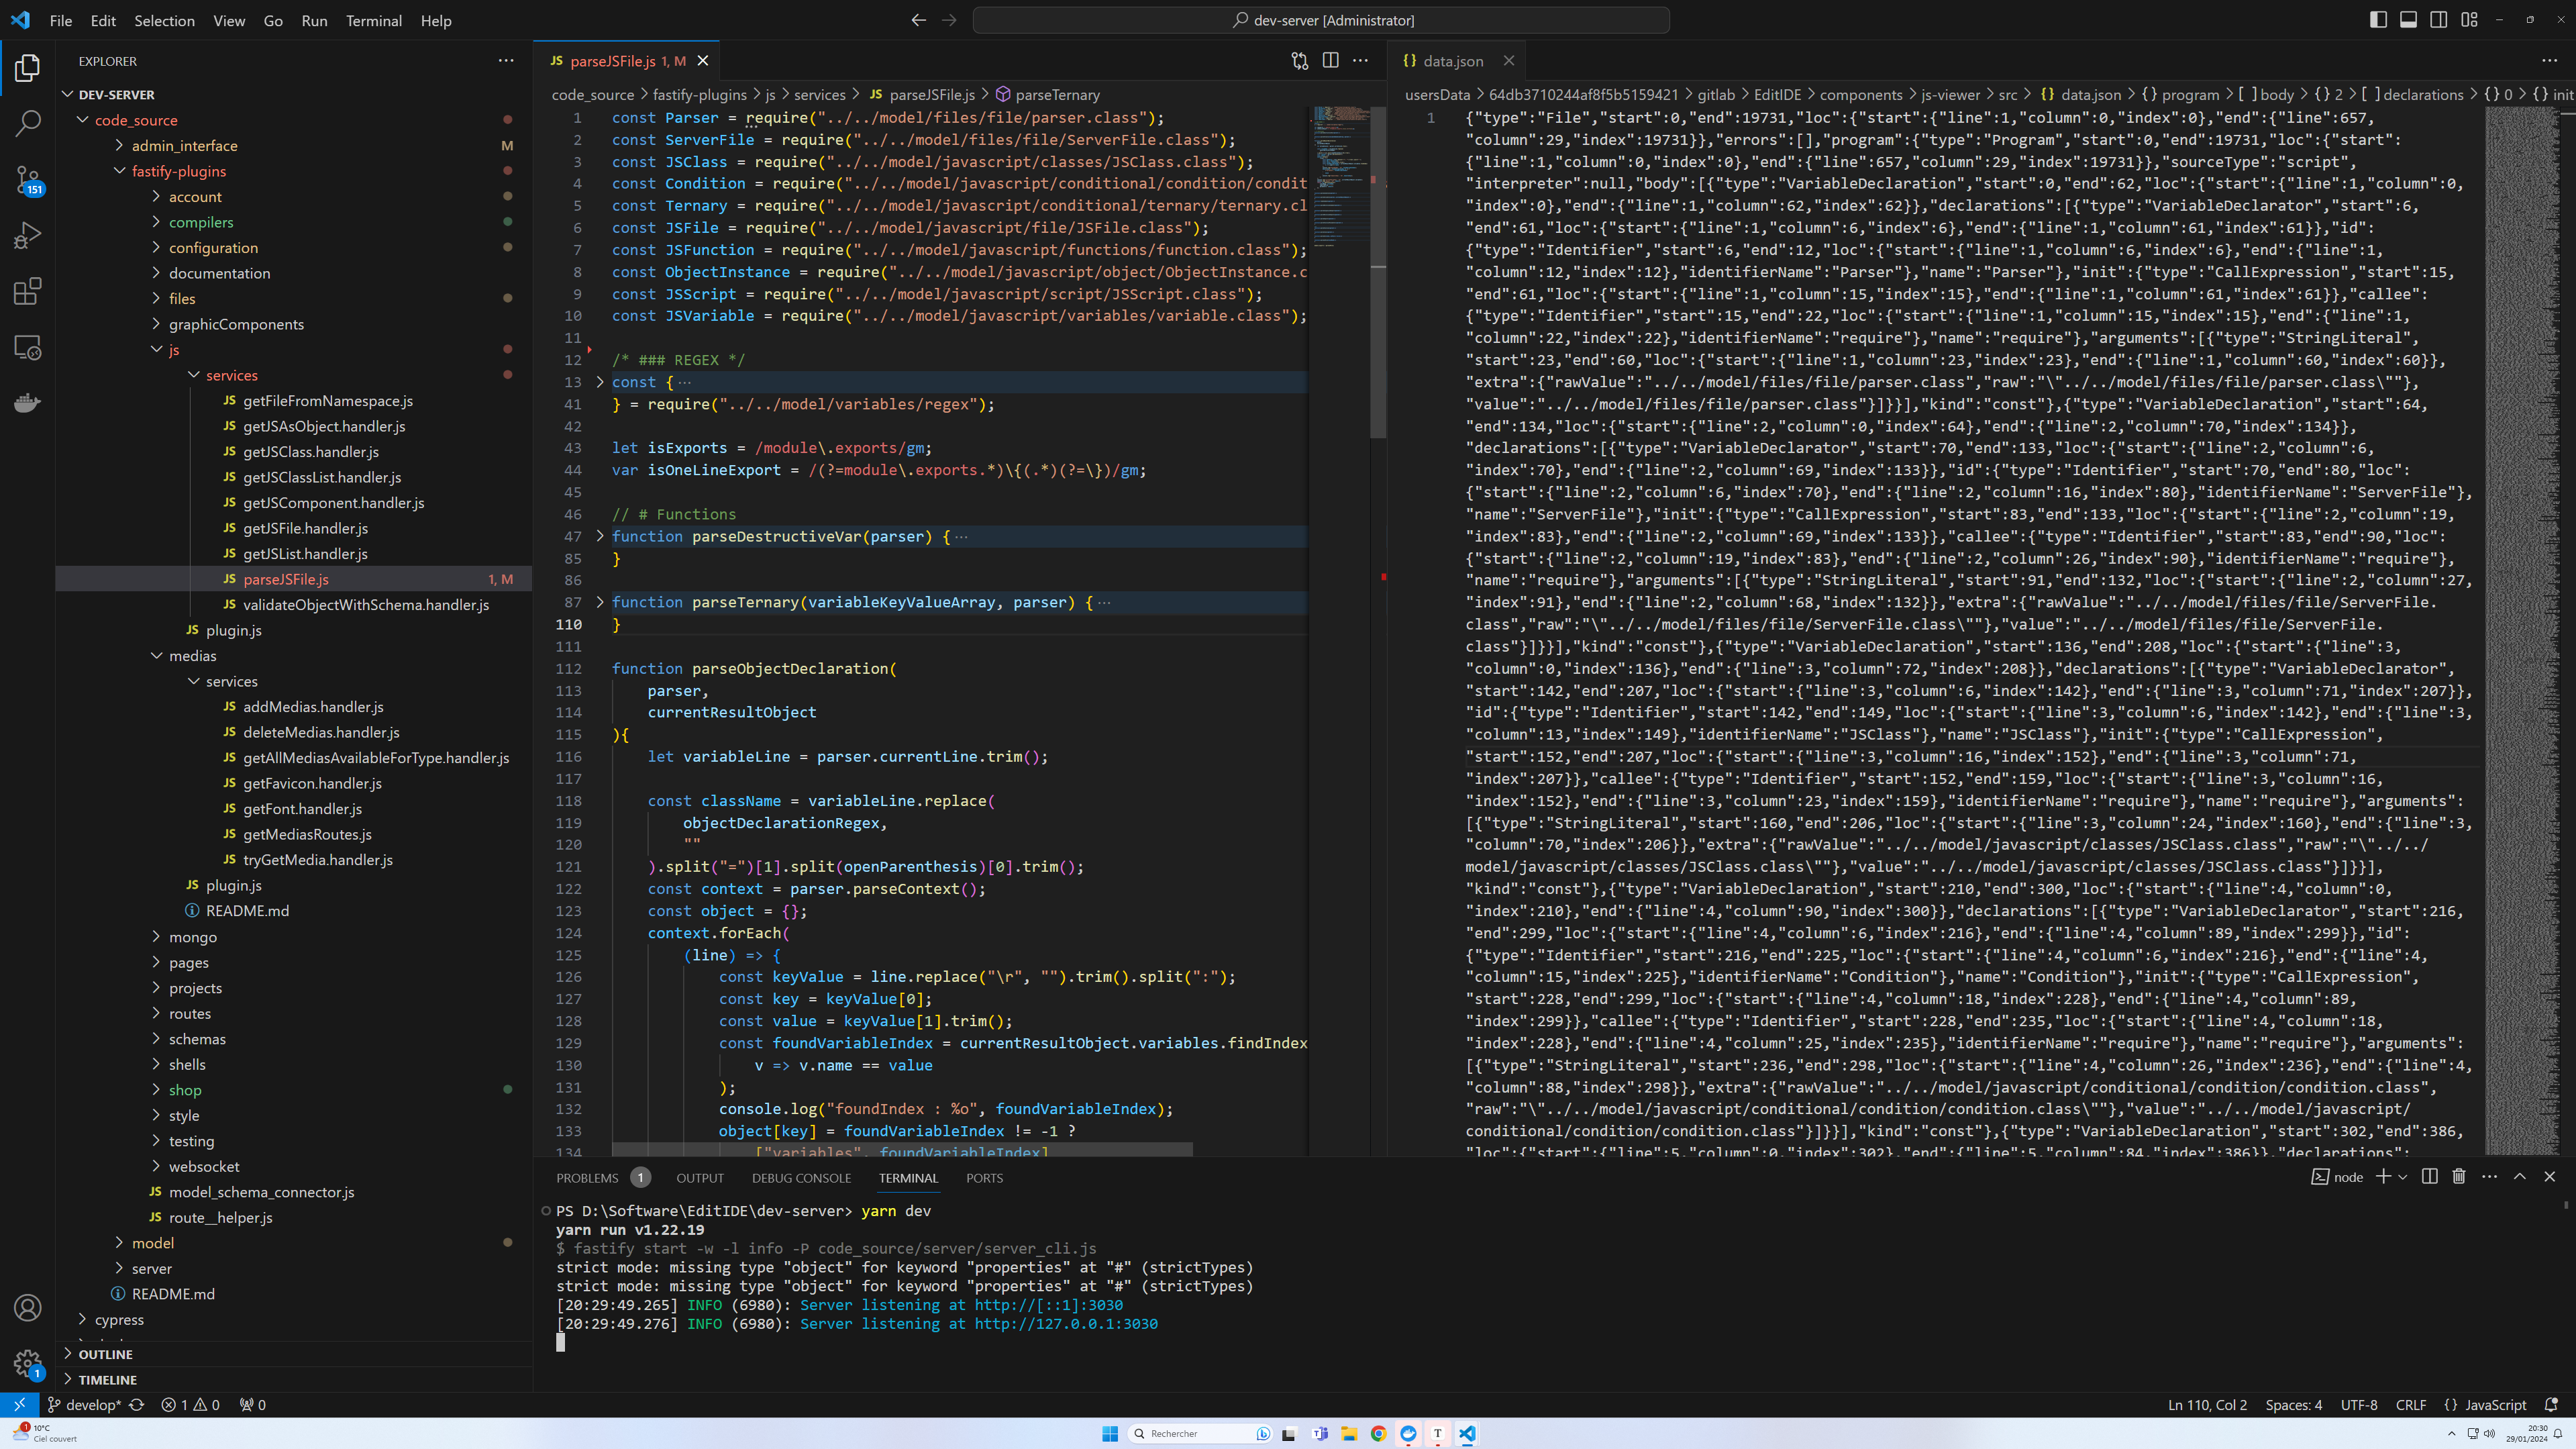 File Edit Selection View Go Run Terminal Help
dev-server [Administrator]
EXPLORER
DEV-SERVER
code_source
admin_interface M
fastify-plugins
account
compilers
configuration
documentation
files
graphicComponents
js
services
JS getFileFromNamespace.js
JS getJSAsObject.handler.js
JS getJSClass.handler.js
JS getJSClassList.handler.js
JS getJSComponent.handler.js
JS getJSFile.handler.js
JS getJSList.handler.js
JS parseJSFile.js 1, M
JS validateObjectWithSchema.handler.js
JS plugin.js
medias
services
JS addMedias.handler.js
JS deleteMedias.handler.js
JS getAllMediasAvailableForType.handler.js
JS getFavicon.handler.js
JS getFont.handler.js
JS getMediasRoutes.js
JS tryGetMedia.handler.js
JS plugin.js
README.md
mongo
pages
projects
routes
schemas
shells
shop
style
testing
websocket
JS model_schema_connector.js
JS route__helper.js
model
server
README.md
cypress
OUTLINE
TIMELINE
151
1
JS parseJSFile.js 1, M
code_source > fastify-plugins > js > services > JS parseJSFile.js > parseTernary
1 const Parser = require("../../model/files/file/parser.class");
2 const ServerFile = require("../../model/files/file/ServerFile.class");
3 const JSClass = require("../../model/javascript/classes/JSClass.class");
4 const Condition = require("../../model/javascript/conditional/condition/condit
5 const Ternary = require("../../model/javascript/conditional/ternary/ternary.cl
6 const JSFile = require("../../model/javascript/file/JSFile.class");
7 const JSFunction = require("../../model/javascript/functions/function.class");
8 const ObjectInstance = require("../../model/javascript/object/ObjectInstance.c
9 const JSScript = require("../../model/javascript/script/JSScript.class");
10 const JSVariable = require("../../model/javascript/variables/variable.class");
11
12 /* ### REGEX */
13 const { ···
41 } = require("../../model/variables/regex");
42
43 let isExports = /module\.exports/gm;
44 var isOneLineExport = /(?=module\.exports.*)\{(.*)(?=\})/gm;
45
46 // # Functions
47 function parseDestructiveVar(parser) { ···
85 }
86
87 function parseTernary(variableKeyValueArray, parser) { ···
110 }
111
112 function parseObjectDeclaration(
113 parser,
114 currentResultObject
115 ){
116 let variableLine = parser.currentLine.trim();
117
118 const className = variableLine.replace(
119 objectDeclarationRegex,
120 ""
121 ).split("=")[1].split(openParenthesis)[0].trim();
122 const context = parser.parseContext();
123 const object = {};
124 context.forEach(
125 (line) => {
126 const keyValue = line.replace("\r", "").trim().split(":");
127 const key = keyValue[0];
128 const value = keyValue[1].trim();
129 const foundVariableIndex = currentResultObject.variables.findIndex
130 v => v.name == value
131 );
132 console.log("foundIndex : %o", foundVariableIndex);
133 object[key] = foundVariableIndex != -1 ?
134 ["variables", foundVariableIndex]
{} data.json
usersData > 64db3710244af8f5b5159421 > gitlab > EditIDE > components > js-viewer > src > {} data.json > {} program > [ ] body > {} 2 > [ ] declarations > {} 0 > {} init
1 {"type":"File","start":0,"end":19731,"loc":{"start":{"line":1,"column":0,"index":0},"end":{"line":657,
"column":29,"index":19731}},"errors":[],"program":{"type":"Program","start":0,"end":19731,"loc":{"start":
{"line":1,"column":0,"index":0},"end":{"line":657,"column":29,"index":19731}},"sourceType":"script",
"interpreter":null,"body":[{"type":"VariableDeclaration","start":0,"end":62,"loc":{"start":{"line":1,"column":0,
"index":0},"end":{"line":1,"column":62,"index":62}},"declarations":[{"type":"VariableDeclarator","start":6,
"end":61,"loc":{"start":{"line":1,"column":6,"index":6},"end":{"line":1,"column":61,"index":61}},"id":
{"type":"Identifier","start":6,"end":12,"loc":{"start":{"line":1,"column":6,"index":6},"end":{"line":1,
"column":12,"index":12},"identifierName":"Parser"},"name":"Parser"},"init":{"type":"CallExpression","start":15,
"end":61,"loc":{"start":{"line":1,"column":15,"index":15},"end":{"line":1,"column":61,"index":61}},"callee":
{"type":"Identifier","start":15,"end":22,"loc":{"start":{"line":1,"column":15,"index":15},"end":{"line":1,
"column":22,"index":22},"identifierName":"require"},"name":"require"},"arguments":[{"type":"StringLiteral",
"start":23,"end":60,"loc":{"start":{"line":1,"column":23,"index":23},"end":{"line":1,"column":60,"index":60}},
"extra":{"rawValue":"../../model/files/file/parser.class","raw":"\"../../model/files/file/parser.class\""},
"value":"../../model/files/file/parser.class"}]}}],"kind":"const"},{"type":"VariableDeclaration","start":64,
"end":134,"loc":{"start":{"line":2,"column":0,"index":64},"end":{"line":2,"column":70,"index":134}},
"declarations":[{"type":"VariableDeclarator","start":70,"end":133,"loc":{"start":{"line":2,"column":6,
"index":70},"end":{"line":2,"column":69,"index":133}},"id":{"type":"Identifier","start":70,"end":80,"loc":
{"start":{"line":2,"column":6,"index":70},"end":{"line":2,"column":16,"index":80},"identifierName":"ServerFile"},
"name":"ServerFile"},"init":{"type":"CallExpression","start":83,"end":133,"loc":{"start":{"line":2,"column":19,
"index":83},"end":{"line":2,"column":69,"index":133}},"callee":{"type":"Identifier","start":83,"end":90,"loc":
{"start":{"line":2,"column":19,"index":83},"end":{"line":2,"column":26,"index":90},"identifierName":"require"},
"name":"require"},"arguments":[{"type":"StringLiteral","start":91,"end":132,"loc":{"start":{"line":2,"column":27,
"index":91},"end":{"line":2,"column":68,"index":132}},"extra":{"rawValue":"../../model/files/file/ServerFile.
class","raw":"\"../../model/files/file/ServerFile.class\""},"value":"../../model/files/file/ServerFile.
class"}]}}],"kind":"const"},{"type":"VariableDeclaration","start":136,"end":208,"loc":{"start":{"line":3,
"column":0,"index":136},"end":{"line":3,"column":72,"index":208}},"declarations":[{"type":"VariableDeclarator",
"start":142,"end":207,"loc":{"start":{"line":3,"column":6,"index":142},"end":{"line":3,"column":71,"index":207}},
"id":{"type":"Identifier","start":142,"end":149,"loc":{"start":{"line":3,"column":6,"index":142},"end":{"line":3,
"column":13,"index":149},"identifierName":"JSClass"},"name":"JSClass"},"init":{"type":"CallExpression",
"start":152,"end":207,"loc":{"start":{"line":3,"column":16,"index":152},"end":{"line":3,"column":71,
"index":207}},"callee":{"type":"Identifier","start":152,"end":159,"loc":{"start":{"line":3,"column":16,
"index":152},"end":{"line":3,"column":23,"index":159},"identifierName":"require"},"name":"require"},"arguments":
[{"type":"StringLiteral","start":160,"end":206,"loc":{"start":{"line":3,"column":24,"index":160},"end":{"line":3,
"column":70,"index":206}},"extra":{"rawValue":"../../model/javascript/classes/JSClass.class","raw":"\"../../
model/javascript/classes/JSClass.class\""},"value":"../../model/javascript/classes/JSClass.class"}]}}],
"kind":"const"},{"type":"VariableDeclaration","start":210,"end":300,"loc":{"start":{"line":4,"column":0,
"index":210},"end":{"line":4,"column":90,"index":300}},"declarations":[{"type":"VariableDeclarator","start":216,
"end":299,"loc":{"start":{"line":4,"column":6,"index":216},"end":{"line":4,"column":89,"index":299}},"id":
{"type":"Identifier","start":216,"end":225,"loc":{"start":{"line":4,"column":6,"index":216},"end":{"line":4,
"column":15,"index":225},"identifierName":"Condition"},"name":"Condition"},"init":{"type":"CallExpression",
"start":228,"end":299,"loc":{"start":{"line":4,"column":18,"index":228},"end":{"line":4,"column":89,
"index":299}},"callee":{"type":"Identifier","start":228,"end":235,"loc":{"start":{"line":4,"column":18,
"index":228},"end":{"line":4,"column":25,"index":235},"identifierName":"require"},"name":"require"},"arguments":
[{"type":"StringLiteral","start":236,"end":298,"loc":{"start":{"line":4,"column":26,"index":236},"end":{"line":4,
"column":88,"index":298}},"extra":{"rawValue":"../../model/javascript/conditional/condition/condition.class",
"raw":"\"../../model/javascript/conditional/condition/condition.class\""},"value":"../../model/javascript/
conditional/condition/condition.class"}]}}],"kind":"const"},{"type":"VariableDeclaration","start":302,"end":386,
"loc":{"start":{"line":5,"column":0,"index":302},"end":{"line":5,"column":84,"index":386}},"declarations":
PROBLEMS 1 OUTPUT DEBUG CONSOLE TERMINAL PORTS
node
PS D:\Software\EditIDE\dev-server> yarn dev
yarn run v1.22.19
$ fastify start -w -l info -P code_source/server/server_cli.js
strict mode: missing type "object" for keyword "properties" at "#" (strictTypes)
strict mode: missing type "object" for keyword "properties" at "#" (strictTypes)
[20:29:49.265] INFO (6980): Server listening at http://[::1]:3030
[20:29:49.276] INFO (6980): Server listening at http://127.0.0.1:3030
develop* 1 0 0
Ln 110, Col 2 Spaces: 4 UTF-8 CRLF {} JavaScript
1 10°C
Ciel couvert
Rechercher
20:30
29/01/2024